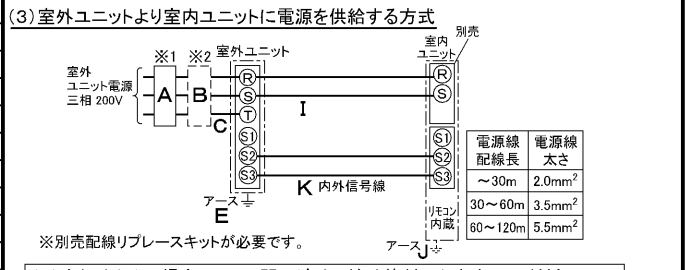 (3)室外ユニットより室内ユニットに電源を供給する方式
別売
※1 ※2 室外ユニット
室内
ユニット
室外
ユニット電源
三相 200V
A
B
C
R
S
T
S1
S2
S3
I
R
S
S1
S2
S3
K 内外信号線
アース
E
リモコン
内蔵
アース
J
電源線
配線長
電源線
太さ
～30m 2.0mm²
30～60m 3.5mm²
60～120m 5.5mm²
※別売配線リプレースキットが必要です。